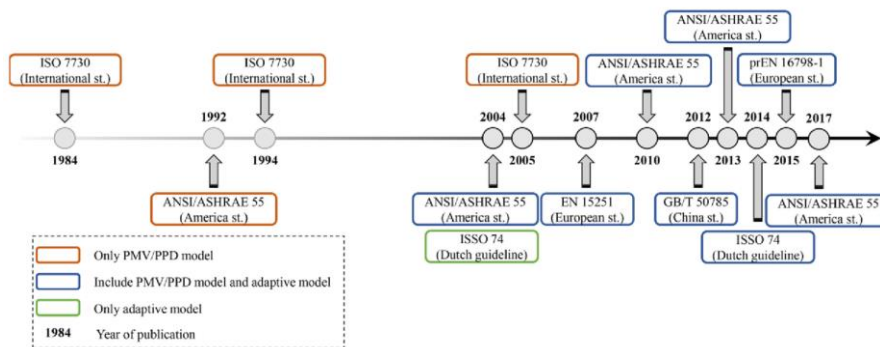 ANSI/ASHRAE 55
(America st.)
ISO 7730
(International st.)
ISO 7730
(International st.)
ISO 7730
(International st.)
ANSI/ASHRAE 55
(America st.)
prEN 16798-1
(European st.)
1992
2004
2007
2012
2014
2017
1984
1994
2005
2010
2013
2015
ANSI/ASHRAE 55
(America st.)
ANSI/ASHRAE 55
(America st.)
EN 15251
(European st.)
GB/T 50785
(China st.)
ANSI/ASHRAE 55
(America st.)
ISSO 74
(Dutch guideline)
ISSO 74
(Dutch guideline)
Only PMV/PPD model
Include PMV/PPD model and adaptive model
Only adaptive model
1984 Year of publication